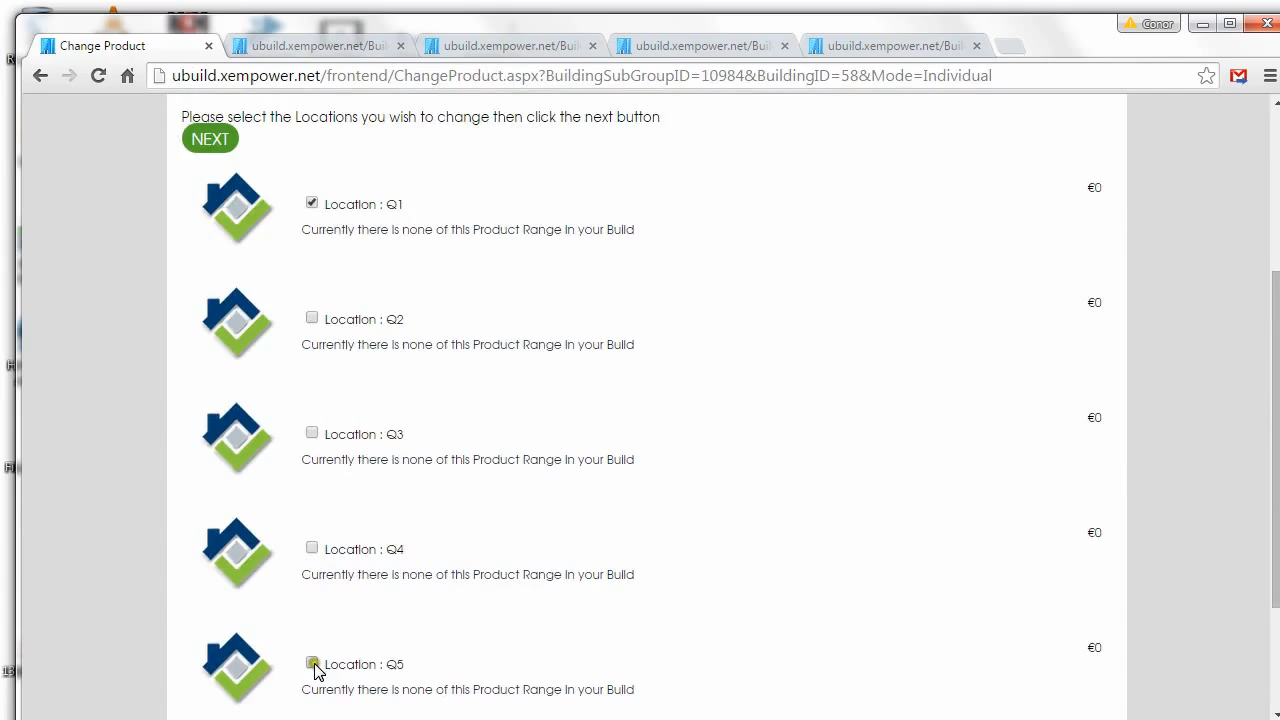 Conor
Change Product
ubuild.xempower.net/Buil
ubuild.xempower.net/Buil
ubuild.xempower.net/Buil
ubuild.xempower.net/Buil
ubuild.xempower.net/frontend/ChangeProduct.aspx?BuildingSubGroupID=10984&BuildingID=58&Mode=Individual
Please select the Locations you wish to change then click the next button
NEXT
€0
Location : Q1
Currently there is none of this Product Range in your Build
€0
Location : Q2
Currently there is none of this Product Range in your Build
€0
Location : Q3
Currently there is none of this Product Range in your Build
€0
Location : Q4
Currently there is none of this Product Range in your Build
€0
Location : Q5
Currently there is none of this Product Range in your Build